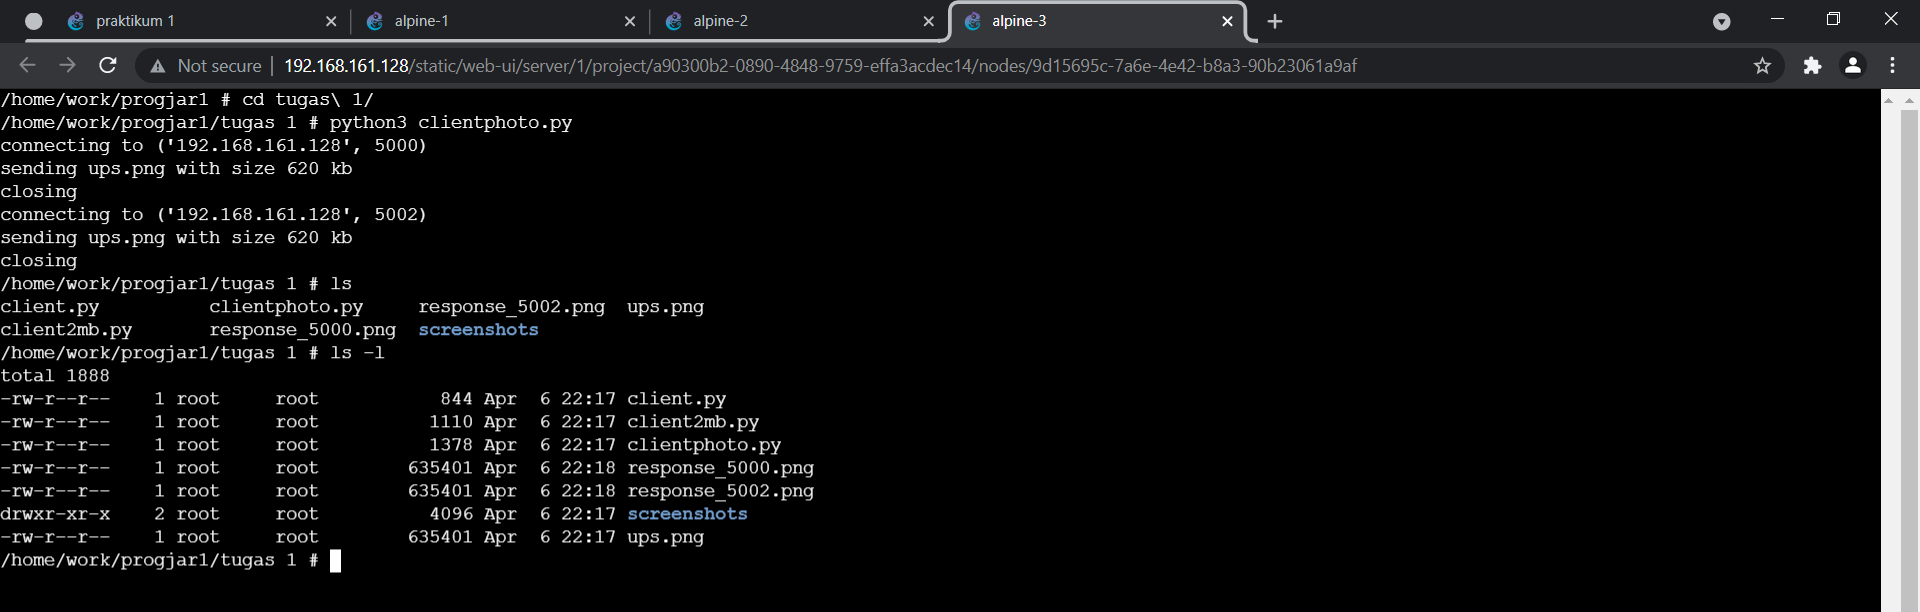 praktikum 1
alpine-1
alpine-2
alpine-3
Not secure
192.168.161.128/static/web-ui/server/1/project/a90300b2-0890-4848-9759-effa3acdec14/nodes/9d15695c-7a6e-4e42-b8a3-90b23061a9af
/home/work/progjar1 # cd tugas\ 1/
/home/work/progjar1/tugas 1 # python3 clientphoto.py
connecting to ('192.168.161.128', 5000)
sending ups.png with size 620 kb
closing
connecting to ('192.168.161.128', 5002)
sending ups.png with size 620 kb
closing
/home/work/progjar1/tugas 1 # ls
client.py clientphoto.py response_5002.png ups.png
client2mb.py response_5000.png screenshots
/home/work/progjar1/tugas 1 # ls -l
total 1888
-rw-r--r-- 1 root root 844 Apr 6 22:17 client.py
-rw-r--r-- 1 root root 1110 Apr 6 22:17 client2mb.py
-rw-r--r-- 1 root root 1378 Apr 6 22:17 clientphoto.py
-rw-r--r-- 1 root root 635401 Apr 6 22:18 response_5000.png
-rw-r--r-- 1 root root 635401 Apr 6 22:18 response_5002.png
drwxr-xr-x 2 root root 4096 Apr 6 22:17 screenshots
-rw-r--r-- 1 root root 635401 Apr 6 22:17 ups.png
/home/work/progjar1/tugas 1 #